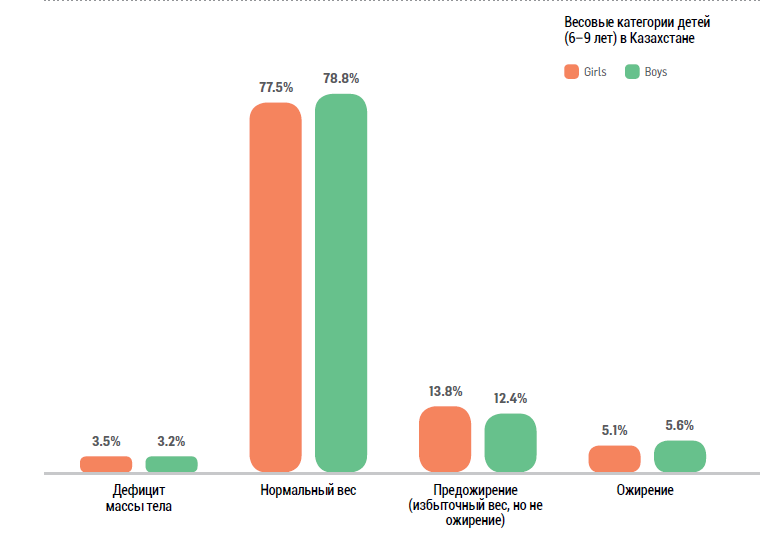 Весовые категории детей
(6–9 лет) в Казахстане
Girls Boys
77.5% 78.8%
13.8% 12.4%
3.5% 3.2% 5.1% 5.6%
Дефицит
массы тела
Нормальный вес
Предожирение
(избыточный вес, но не
ожирение)
Ожирение